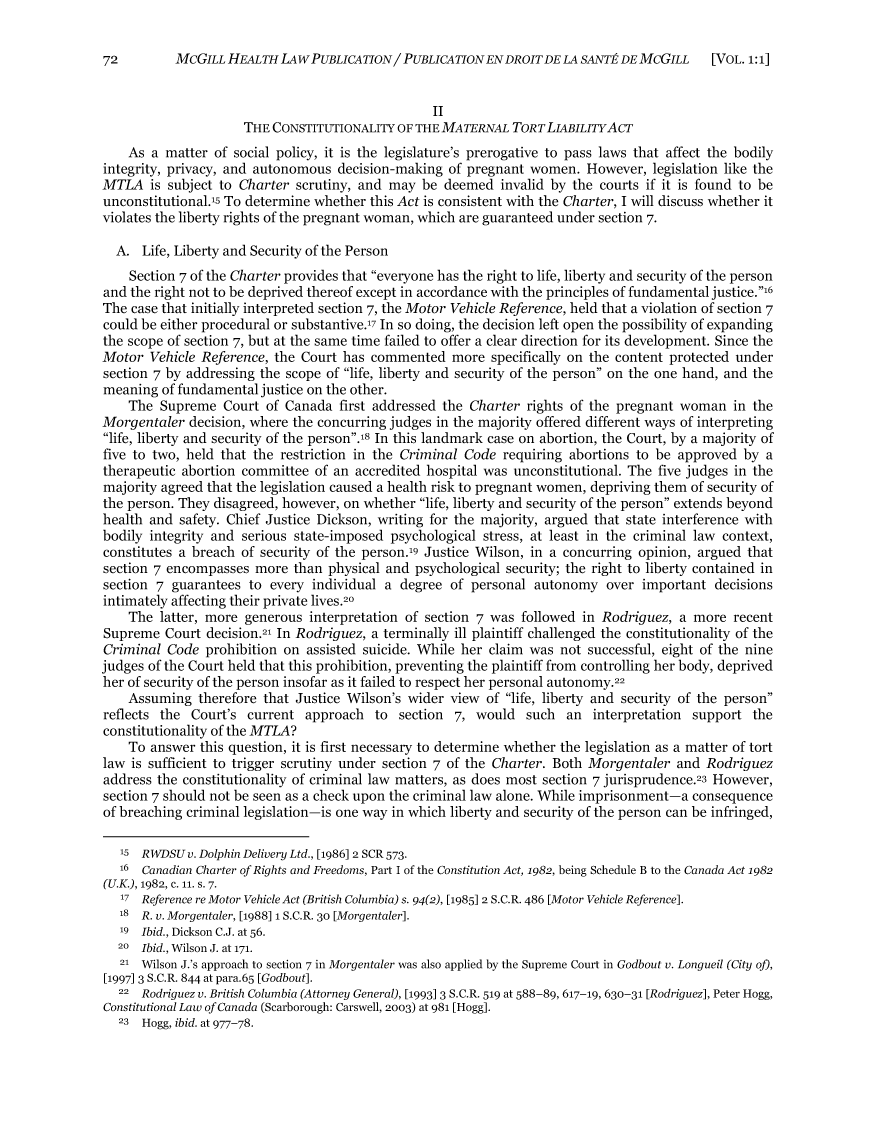 72 MCGILL HEALTH LAW PUBLICATION / PUBLICATION EN DROIT DE LA SANTÉ DE MCGILL [VOL. 1:1]
II
THE CONSTITUTIONALITY OF THE MATERNAL TORT LIABILITY ACT
As a matter of social policy, it is the legislature's prerogative to pass laws that affect the bodily
integrity, privacy, and autonomous decision-making of pregnant women. However, legislation like the
MTLA is subject to Charter scrutiny, and may be deemed invalid by the courts if it is found to be
unconstitutional.15 To determine whether this Act is consistent with the Charter, I will discuss whether it
violates the liberty rights of the pregnant woman, which are guaranteed under section 7.
A. Life, Liberty and Security of the Person
Section 7 of the Charter provides that “everyone has the right to life, liberty and security of the person
and the right not to be deprived thereof except in accordance with the principles of fundamental justice.”16
The case that initially interpreted section 7, the Motor Vehicle Reference, held that a violation of section 7
could be either procedural or substantive.17 In so doing, the decision left open the possibility of expanding
the scope of section 7, but at the same time failed to offer a clear direction for its development. Since the
Motor Vehicle Reference, the Court has commented more specifically on the content protected under
section 7 by addressing the scope of “life, liberty and security of the person” on the one hand, and the
meaning of fundamental justice on the other.
The Supreme Court of Canada first addressed the Charter rights of the pregnant woman in the
Morgentaler decision, where the concurring judges in the majority offered different ways of interpreting
“life, liberty and security of the person”.18 In this landmark case on abortion, the Court, by a majority of
five to two, held that the restriction in the Criminal Code requiring abortions to be approved by a
therapeutic abortion committee of an accredited hospital was unconstitutional. The five judges in the
majority agreed that the legislation caused a health risk to pregnant women, depriving them of security of
the person. They disagreed, however, on whether “life, liberty and security of the person” extends beyond
health and safety. Chief Justice Dickson, writing for the majority, argued that state interference with
bodily integrity and serious state-imposed psychological stress, at least in the criminal law context,
constitutes a breach of security of the person.19 Justice Wilson, in a concurring opinion, argued that
section 7 encompasses more than physical and psychological security; the right to liberty contained in
section 7 guarantees to every individual a degree of personal autonomy over important decisions
intimately affecting their private lives.20
The latter, more generous interpretation of section 7 was followed in Rodriguez, a more recent
Supreme Court decision.21 In Rodriguez, a terminally ill plaintiff challenged the constitutionality of the
Criminal Code prohibition on assisted suicide. While her claim was not successful, eight of the nine
judges of the Court held that this prohibition, preventing the plaintiff from controlling her body, deprived
her of security of the person insofar as it failed to respect her personal autonomy.22
Assuming therefore that Justice Wilson's wider view of “life, liberty and security of the person”
reflects the Court's current approach to section 7, would such an interpretation support the
constitutionality of the MTLA?
To answer this question, it is first necessary to determine whether the legislation as a matter of tort
law is sufficient to trigger scrutiny under section 7 of the Charter. Both Morgentaler and Rodriguez
address the constitutionality of criminal law matters, as does most section 7 jurisprudence.23 However,
section 7 should not be seen as a check upon the criminal law alone. While imprisonment—a consequence
of breaching criminal legislation—is one way in which liberty and security of the person can be infringed,
15 RWDSU v. Dolphin Delivery Ltd., [1986] 2 SCR 573.
16 Canadian Charter of Rights and Freedoms, Part I of the Constitution Act, 1982, being Schedule B to the Canada Act 1982
(U.K.), 1982, c. 11. s. 7.
17 Reference re Motor Vehicle Act (British Columbia) s. 94(2), [1985] 2 S.C.R. 486 [Motor Vehicle Reference].
18 R. v. Morgentaler, [1988] 1 S.C.R. 30 [Morgentaler].
19 Ibid., Dickson C.J. at 56.
20 Ibid., Wilson J. at 171.
21 Wilson J.'s approach to section 7 in Morgentaler was also applied by the Supreme Court in Godbout v. Longueil (City of),
[1997] 3 S.C.R. 844 at para.65 [Godbout].
22 Rodriguez v. British Columbia (Attorney General), [1993] 3 S.C.R. 519 at 588–89, 617–19, 630–31 [Rodriguez], Peter Hogg,
Constitutional Law of Canada (Scarborough: Carswell, 2003) at 981 [Hogg].
23 Hogg, ibid. at 977–78.